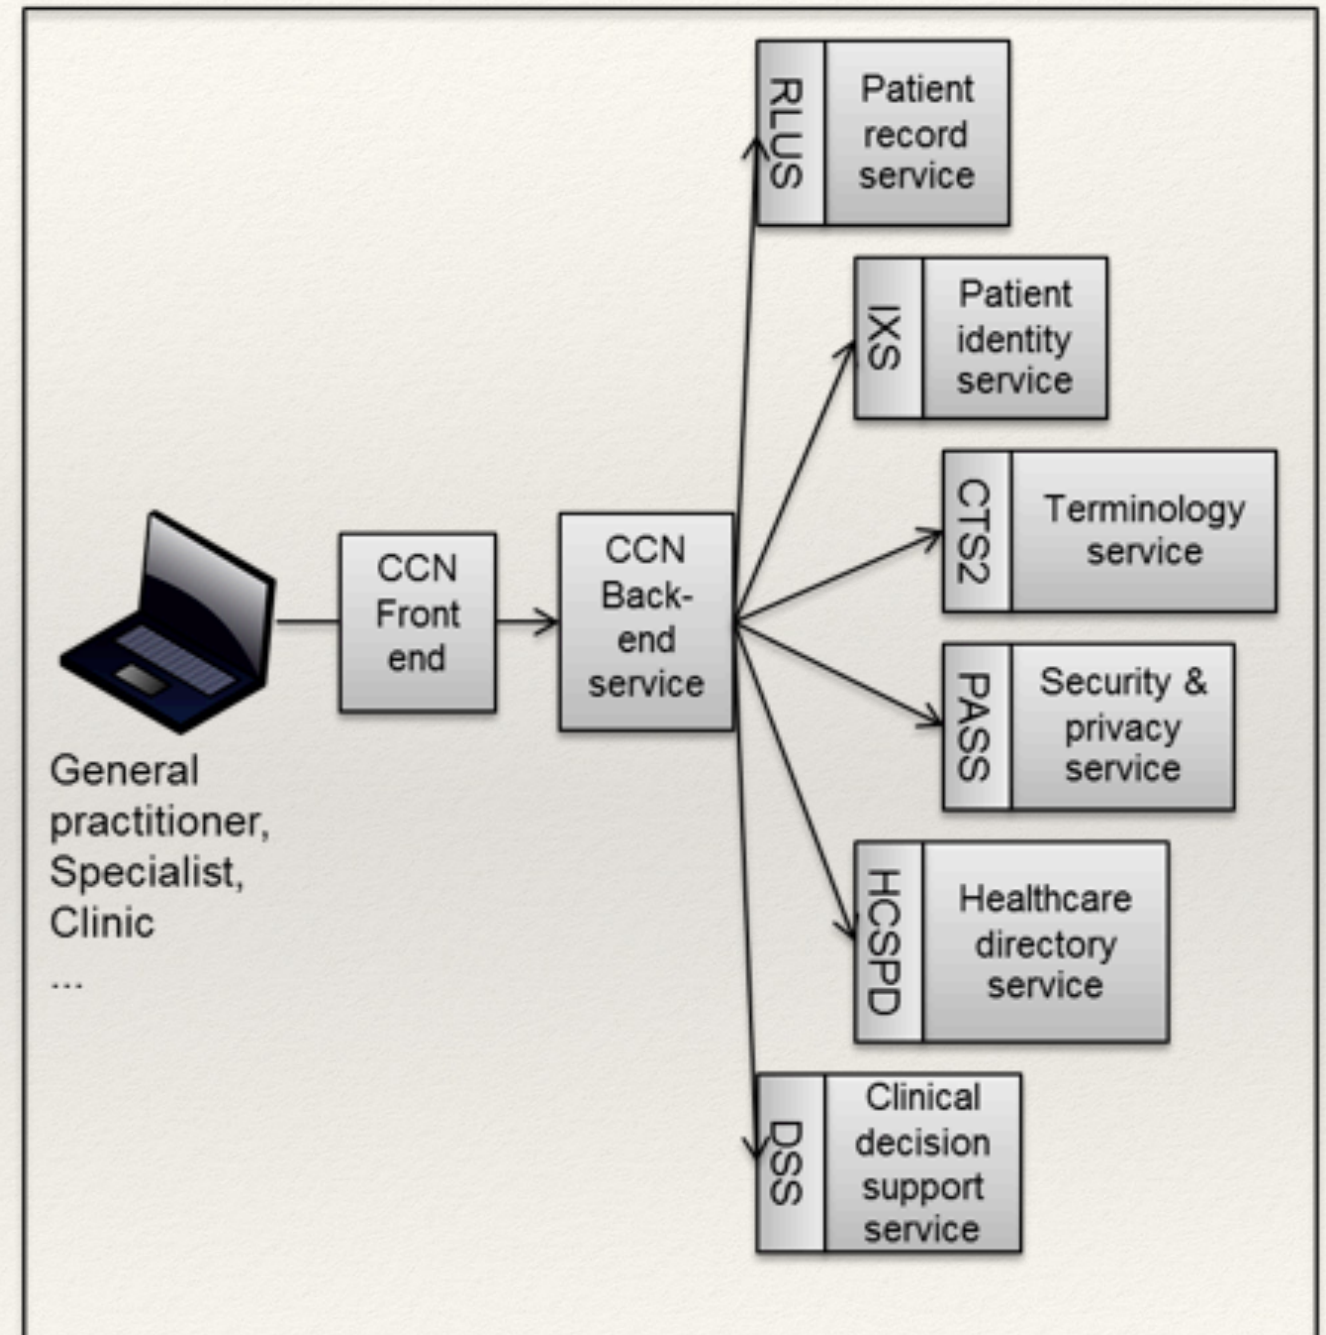 RLUS
Patient
record
service
IXS
Patient
identity
service
CTS2
Terminology
service
CCN
Front
end
CCN
Back-
end
service
PASS
Security &
privacy
service
General
practitioner,
Specialist,
Clinic
...
HCSPD
Healthcare
directory
service
DSS
Clinical
decision
support
service